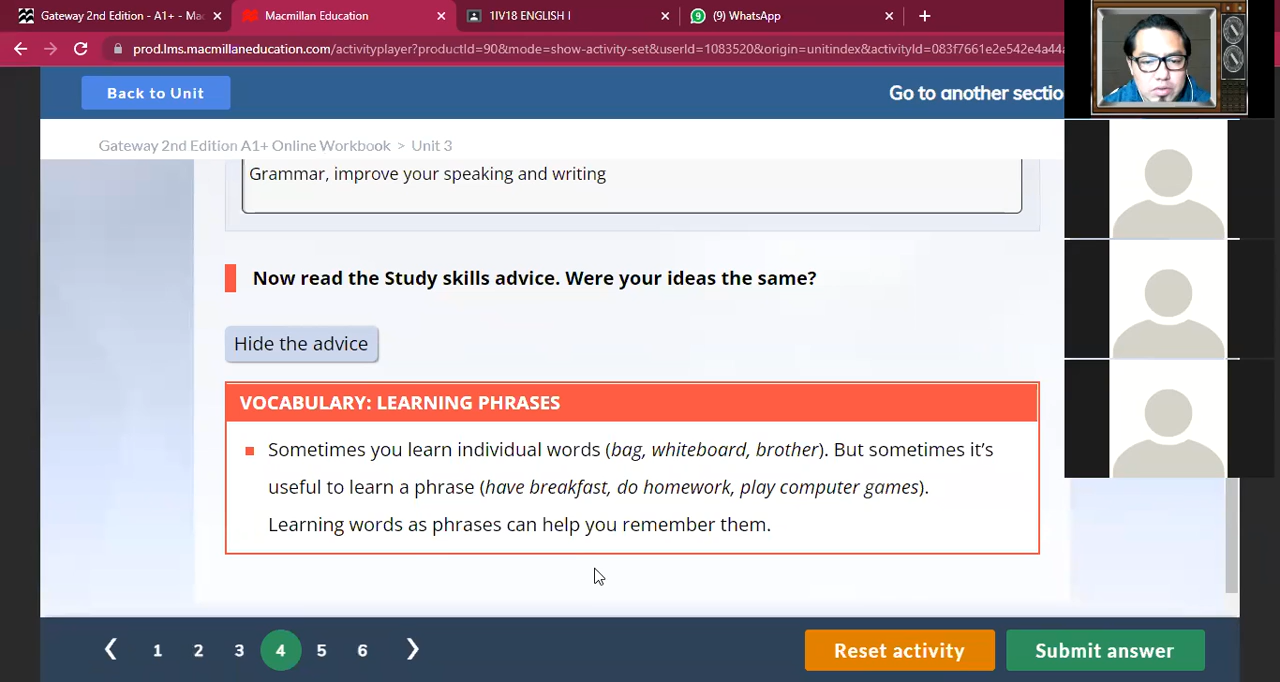 Gateway 2nd Edition - A1+ - Mac
Macmillan Education
1IV18 ENGLISH I
(9) WhatsApp
prod.lms.macmillaneducation.com/activityplayer?productId=90&mode=show-activity-set&userId=1083520&origin=unitindex&activityId=083f7661e2e542e4a44a
Back to Unit
Go to another sectio
Gateway 2nd Edition A1+ Online Workbook > Unit 3
Grammar, improve your speaking and writing
Now read the Study skills advice. Were your ideas the same?
Hide the advice
VOCABULARY: LEARNING PHRASES
Sometimes you learn individual words (bag, whiteboard, brother). But sometimes it's
useful to learn a phrase (have breakfast, do homework, play computer games).
Learning words as phrases can help you remember them.
1 2 3 4 5 6
Reset activity
Submit answer